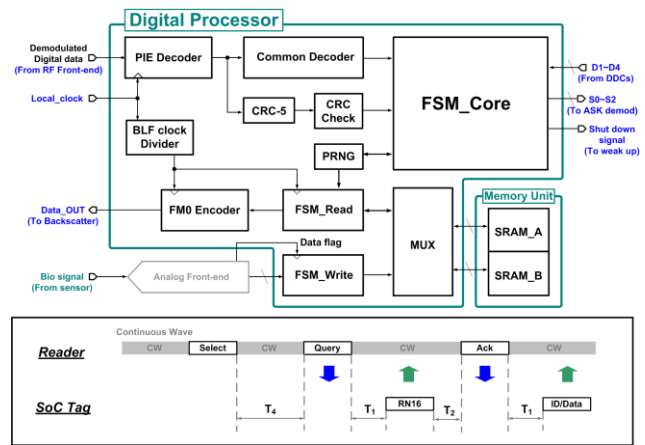 Digital Processor
Demodulated
Digital data
(From RF Front-end)
PIE Decoder
Common Decoder
FSM_Core
D1~D4
(From DDCs)
Local_clock
CRC-5
CRC
Check
S0~S2
(To ASK demod)
BLF clock
Divider
Shut down
signal
(To weak up)
PRNG
Data_OUT
(To Backscatter)
FM0 Encoder
FSM_Read
MUX
Memory Unit
SRAM_A
SRAM_B
Data flag
Bio signal
(From sensor)
Analog Front-end
FSM_Write
Continuous Wave
Reader
CW
Select
CW
Query
CW
Ack
CW
SoC Tag
T4
T1
RN16
T2
T1
ID/Data